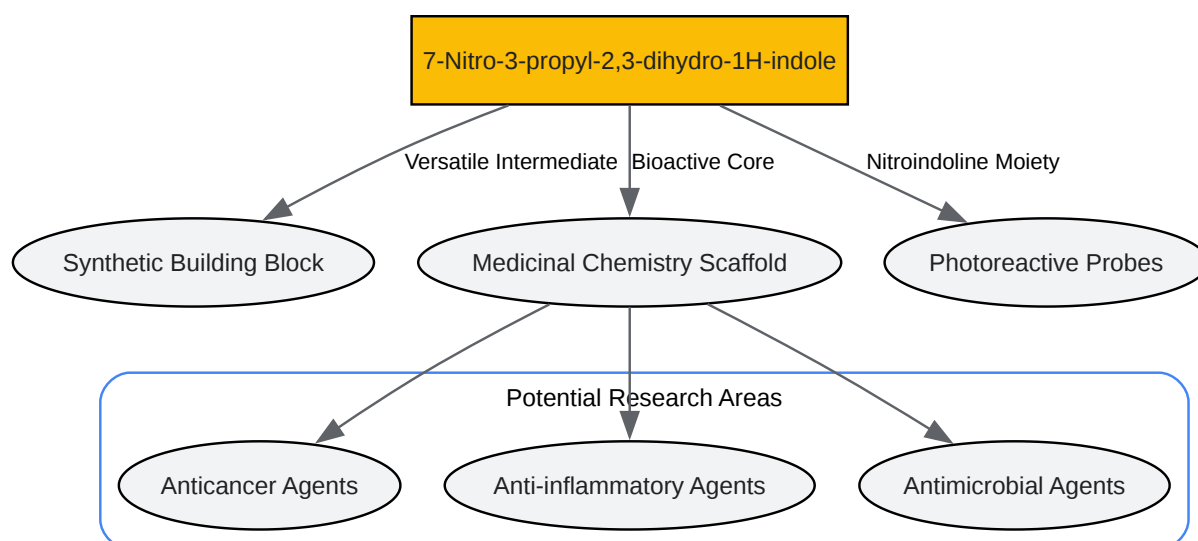 7-Nitro-3-propyl-2,3-dihydro-1H-indole
Versatile Intermediate
Bioactive Core
Nitroindoline Moiety
Synthetic Building Block
Medicinal Chemistry Scaffold
Photoreactive Probes
Potential Research Areas
Anticancer Agents
Anti-inflammatory Agents
Antimicrobial Agents